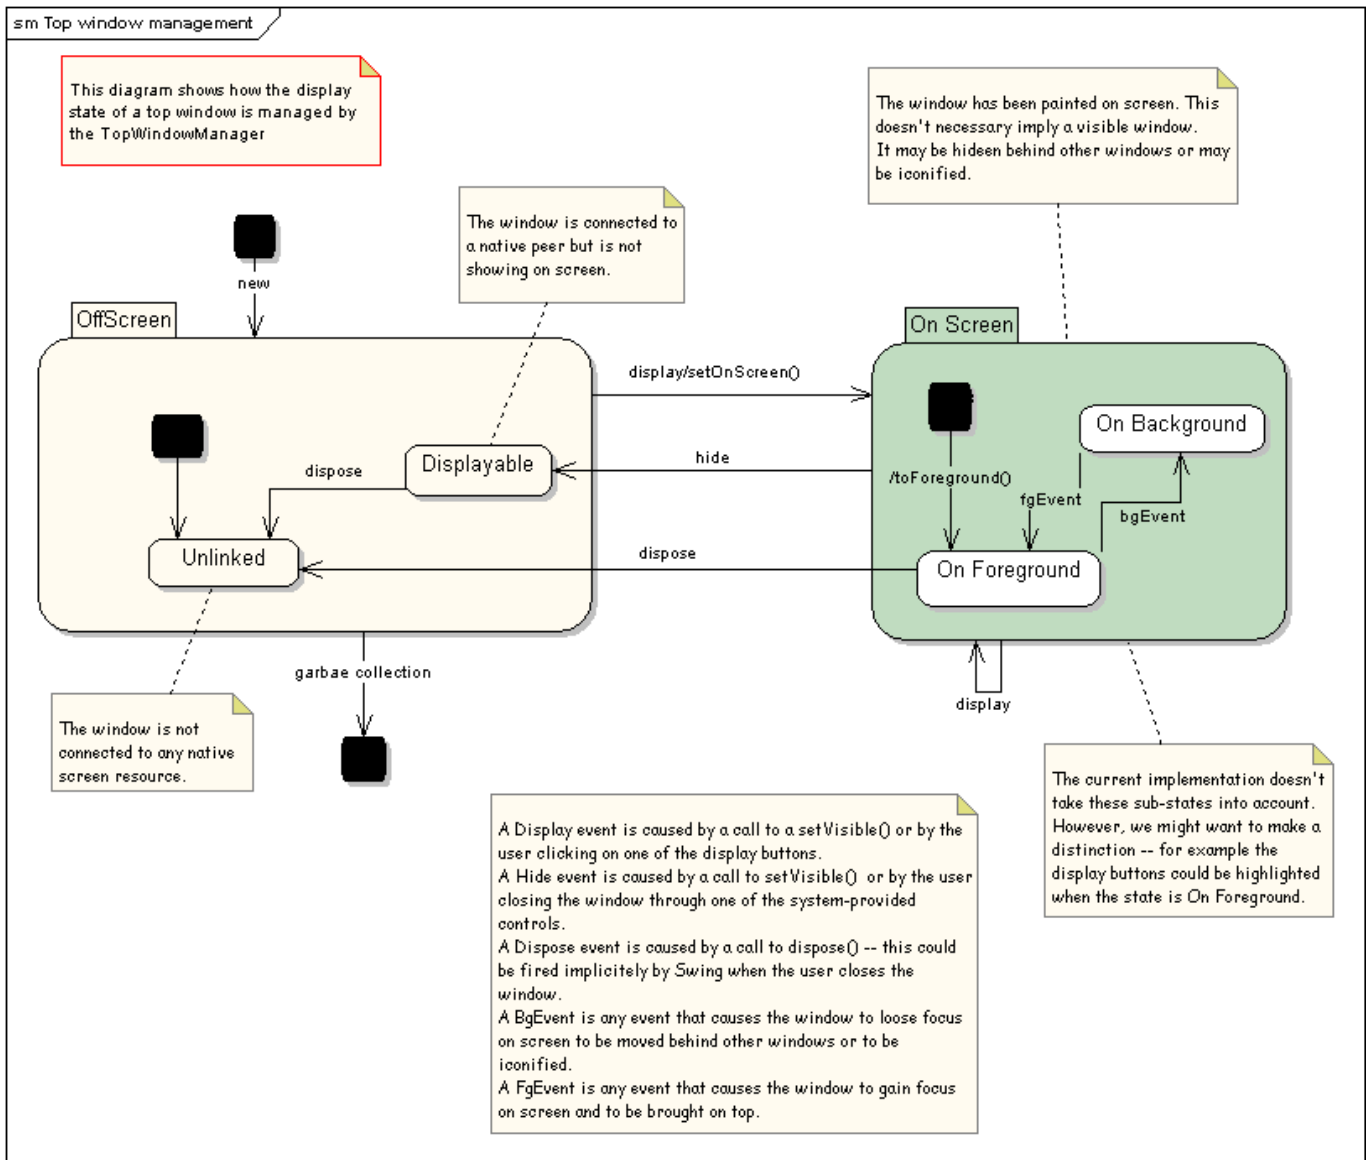 sm Top window management
This diagram shows how the display
state of a top window is managed by
the TopWindowManager
The window has been painted on screen. This
doesn't necessary imply a visible window.
It may be hideen behind other windows or may
be iconified.
The window is connected to
a native peer but is not
showing on screen.
new
OffScreen
On Screen
display/setOnScreen()
On Background
Displayable
hide
dispose
/toForeground()
fgEvent
bgEvent
Unlinked
dispose
On Foreground
garbae collection
display
The window is not
connected to any native
screen resource.
The current implementation doesn't
take these sub-states into account.
However, we might want to make a
distinction -- for example the
display buttons could be highlighted
when the state is On Foreground.
A Display event is caused by a call to a setVisible() or by the
user clicking on one of the display buttons.
A Hide event is caused by a call to setVisible() or by the user
closing the window through one of the system-provided
controls.
A Dispose event is caused by a call to dispose() -- this could
be fired implicitely by Swing when the user closes the
window.
A BgEvent is any event that causes the window to loose focus
on screen to be moved behind other windows or to be
iconified.
A FgEvent is any event that causes the window to gain focus
on screen and to be brought on top.